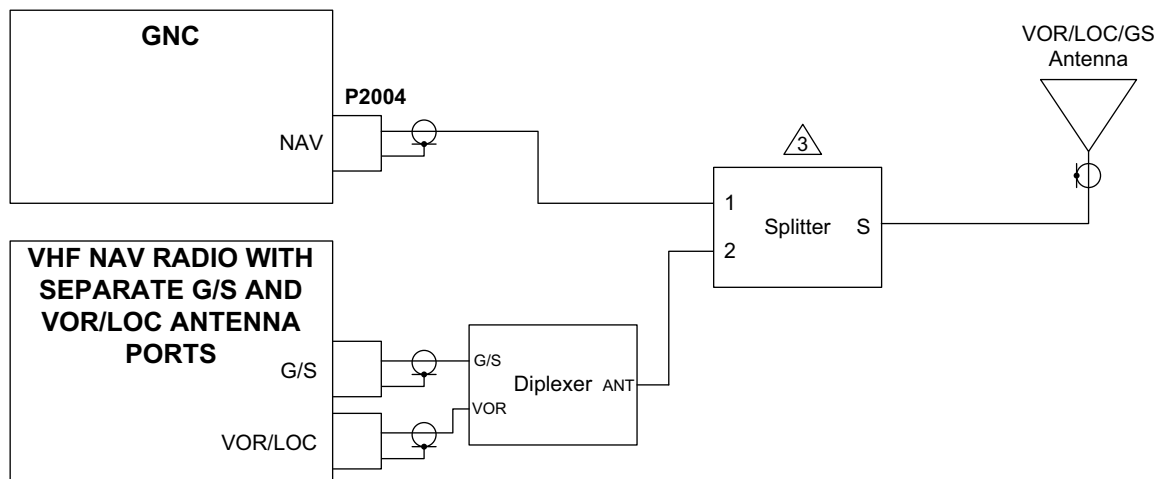 GNC
P2004
NAV
VOR/LOC/GS
Antenna
3
1
Splitter S
2
VHF NAV RADIO WITH
SEPARATE G/S AND
VOR/LOC ANTENNA
PORTS
G/S
VOR/LOC
G/S
Diplexer ANT
VOR